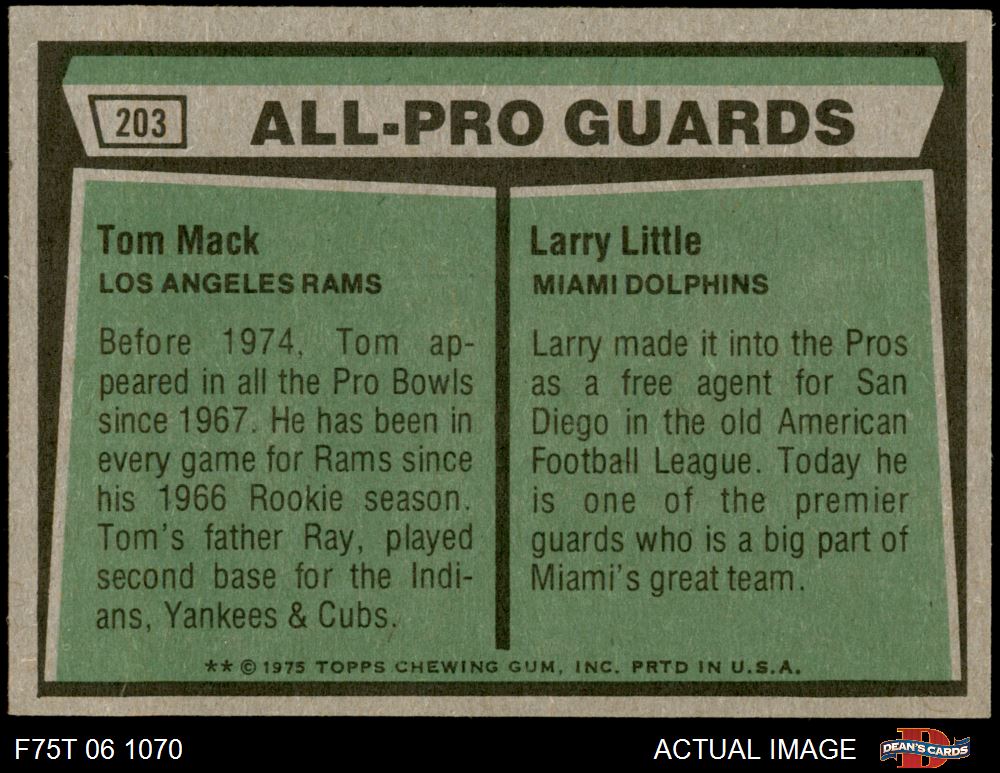 203
ALL-PRO GUARDS
Tom Mack
LOS ANGELES RAMS
Before 1974, Tom ap-
peared in all the Pro Bowls
since 1967. He has been in
every game for Rams since
his 1966 Rookie season.
Tom's father Ray, played
second base for the Indi-
ans, Yankees & Cubs.
Larry Little
MIAMI DOLPHINS
Larry made it into the Pros
as a free agent for San
Diego in the old American
Football League. Today he
is one of the premier
guards who is a big part of
Miami's great team.
** © 1975 TOPPS CHEWING GUM, INC. PRTD IN U.S.A.
F75T 06 1070
ACTUAL IMAGE
D
DEAN'S CARDS